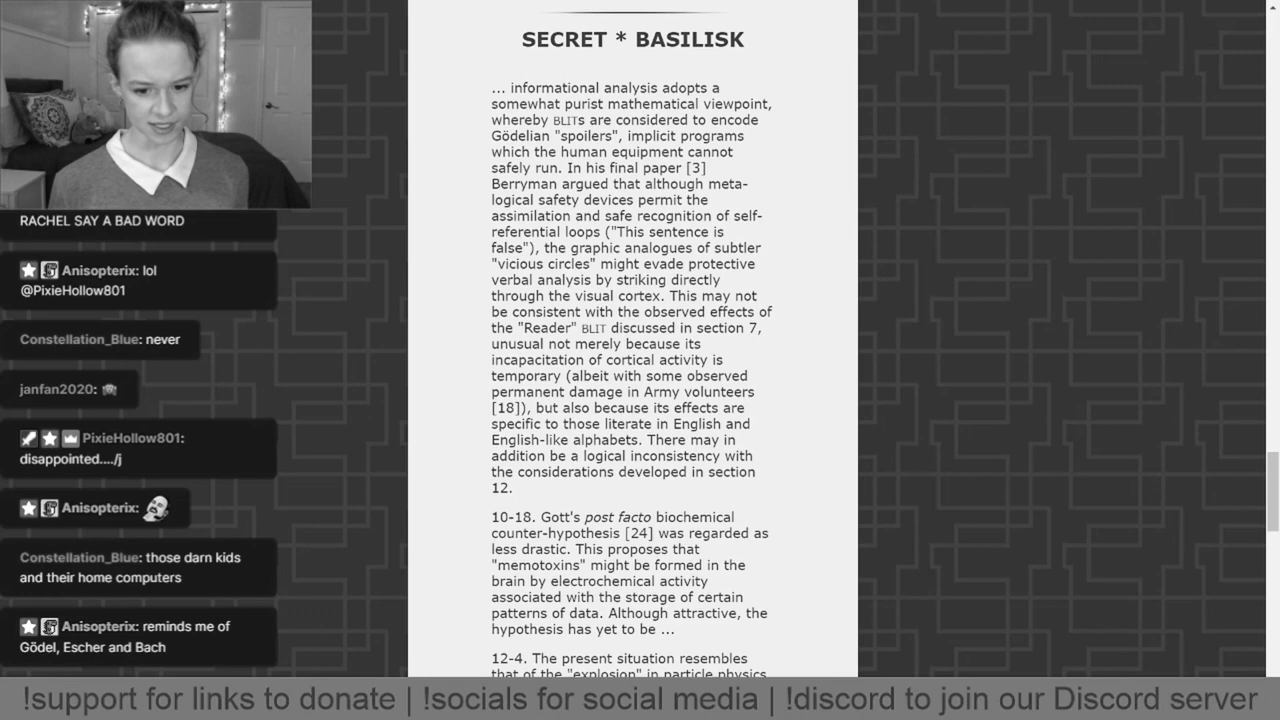 SECRET * BASILISK
... informational analysis adopts a
somewhat purist mathematical viewpoint,
whereby BLITs are considered to encode
Gödelian "spoilers", implicit programs
which the human equipment cannot
safely run. In his final paper [3]
Berryman argued that although meta-
logical safety devices permit the
assimilation and safe recognition of self-
referential loops ("This sentence is
false"), the graphic analogues of subtler
"vicious circles" might evade protective
verbal analysis by striking directly
through the visual cortex. This may not
be consistent with the observed effects of
the "Reader" BLIT discussed in section 7,
unusual not merely because its
incapacitation of cortical activity is
temporary (albeit with some observed
permanent damage in Army volunteers
[18]), but also because its effects are
specific to those literate in English and
English-like alphabets. There may in
addition be a logical inconsistency with
the considerations developed in section
12.
10-18. Gott's post facto biochemical
counter-hypothesis [24] was regarded as
less drastic. This proposes that
"memotoxins" might be formed in the
brain by electrochemical activity
associated with the storage of certain
patterns of data. Although attractive, the
hypothesis has yet to be ...
12-4. The present situation resembles
that of the "explosion" in particle physics
RACHEL SAY A BAD WORD
Anisopterix: lol
@PixieHollow801
Constellation_Blue: never
janfan2020:
PixieHollow801:
disappointed..../j
Anisopterix:
Constellation_Blue: those darn kids
and their home computers
Anisopterix: reminds me of
Gödel, Escher and Bach
!support for links to donate | !socials for social media | !discord to join our Discord server